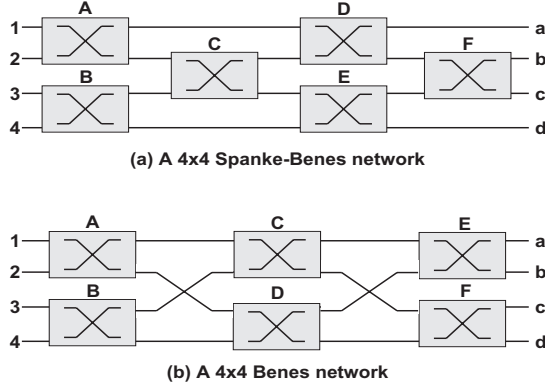 A D
1 a
C F
2 b
B E
3 c
4 d
(a) A 4x4 Spanke-Benes network
A C E
1 a
2 b
B D F
3 c
4 d
(b) A 4x4 Benes network